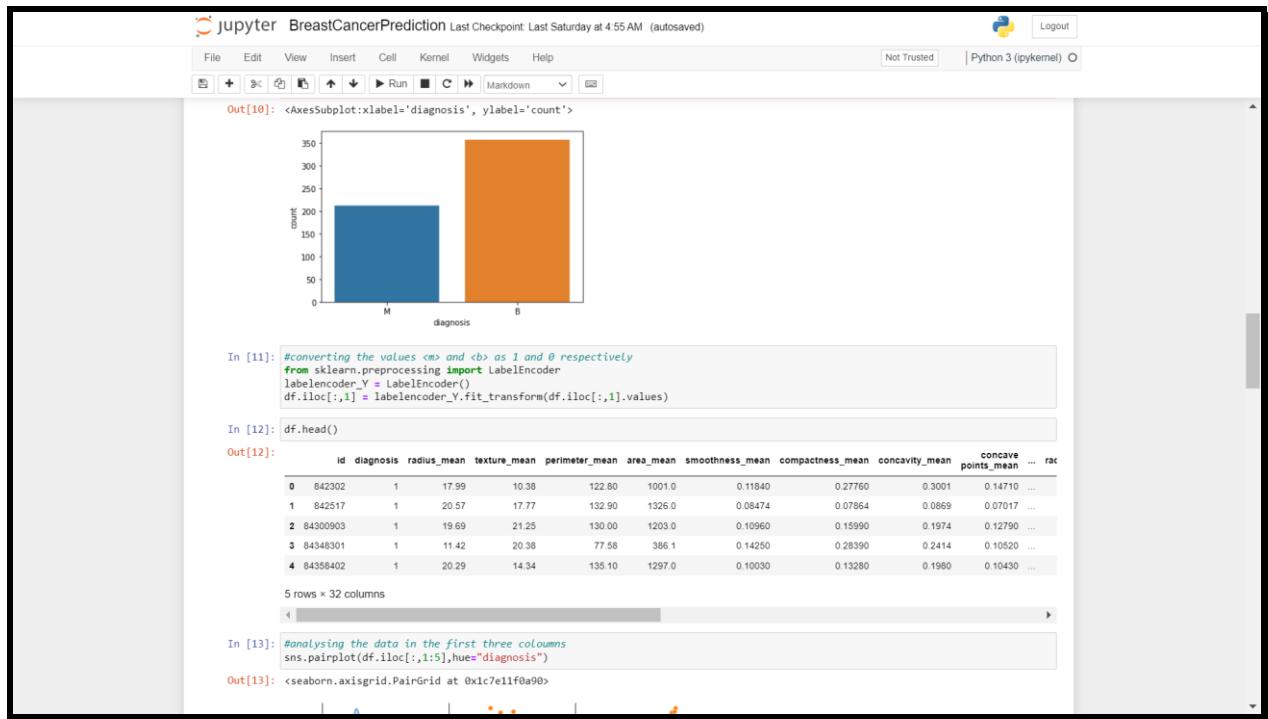 jupyter BreastCancerPrediction Last Checkpoint: Last Saturday at 4:55 AM (autosaved)
Logout
File Edit View Insert Cell Kernel Widgets Help
Not Trusted
Python 3 (ipykernel)
Run
Markdown
Out[10]: <AxesSubplot:xlabel='diagnosis', ylabel='count'>
350
300
250
200
150
100
50
0
count
M B
diagnosis
In [11]: #converting the values <m> and <b> as 1 and 0 respectively
from sklearn.preprocessing import LabelEncoder
labelencoder_Y = LabelEncoder()
df.iloc[:,1] = labelencoder_Y.fit_transform(df.iloc[:,1].values)
In [12]: df.head()
Out[12]:
id diagnosis radius_mean texture_mean perimeter_mean area_mean smoothness_mean compactness_mean concavity_mean concave points_mean ... rac
0 842302 1 17.99 10.38 122.80 1001.0 0.11840 0.27760 0.3001 0.14710 ...
1 842517 1 20.57 17.77 132.90 1326.0 0.08474 0.07864 0.0869 0.07017 ...
2 84300903 1 19.69 21.25 130.00 1203.0 0.10960 0.15990 0.1974 0.12790 ...
3 84348301 1 11.42 20.38 77.58 386.1 0.14250 0.28390 0.2414 0.10520 ...
4 84358402 1 20.29 14.34 135.10 1297.0 0.10030 0.13280 0.1980 0.10430 ...
5 rows × 32 columns
In [13]: #analysing the data in the first three coloumns
sns.pairplot(df.iloc[:,1:5],hue="diagnosis")
Out[13]: <seaborn.axisgrid.PairGrid at 0x1c7e11f0a90>